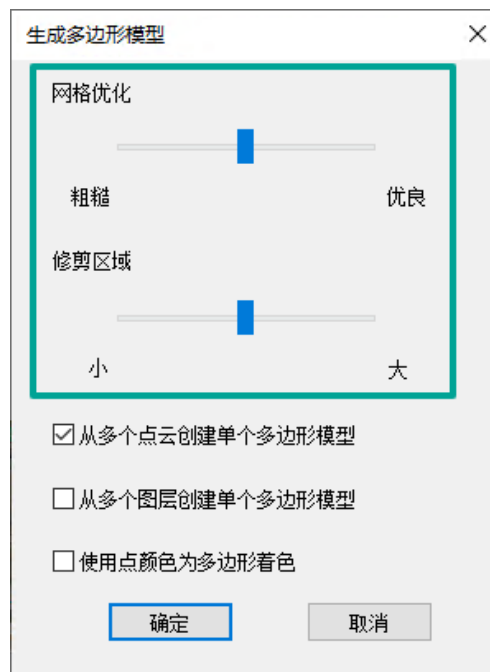 生成多边形模型
网格优化
粗糙 优良
修剪区域
小 大
从多个点云创建单个多边形模型
从多个图层创建单个多边形模型
使用点颜色为多边形着色
确定 取消